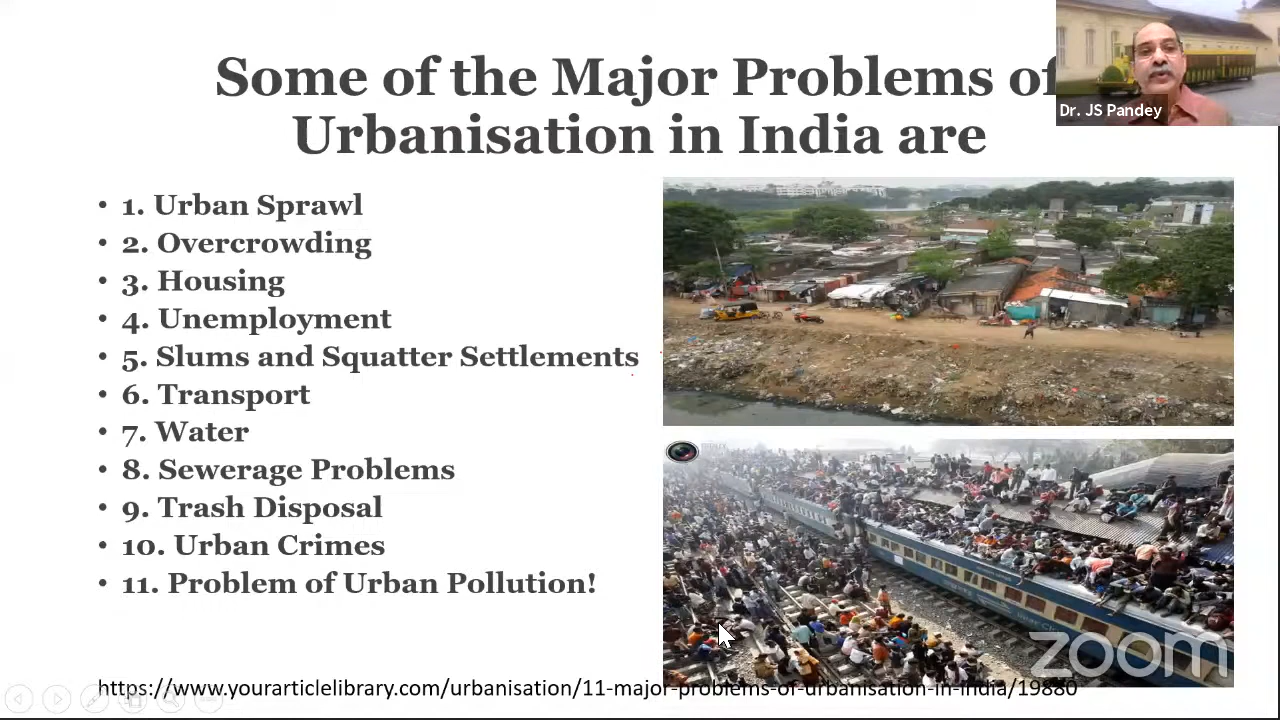 Some of the Major Problems of
Urbanisation in India are
Dr. JS Pandey
• 1. Urban Sprawl
• 2. Overcrowding
• 3. Housing
• 4. Unemployment
• 5. Slums and Squatter Settlements
• 6. Transport
• 7. Water
• 8. Sewerage Problems
• 9. Trash Disposal
• 10. Urban Crimes
• 11. Problem of Urban Pollution!
zoom
https://www.yourarticlelibrary.com/urbanisation/11-major-problems-of-urbanisation-in-india/19880